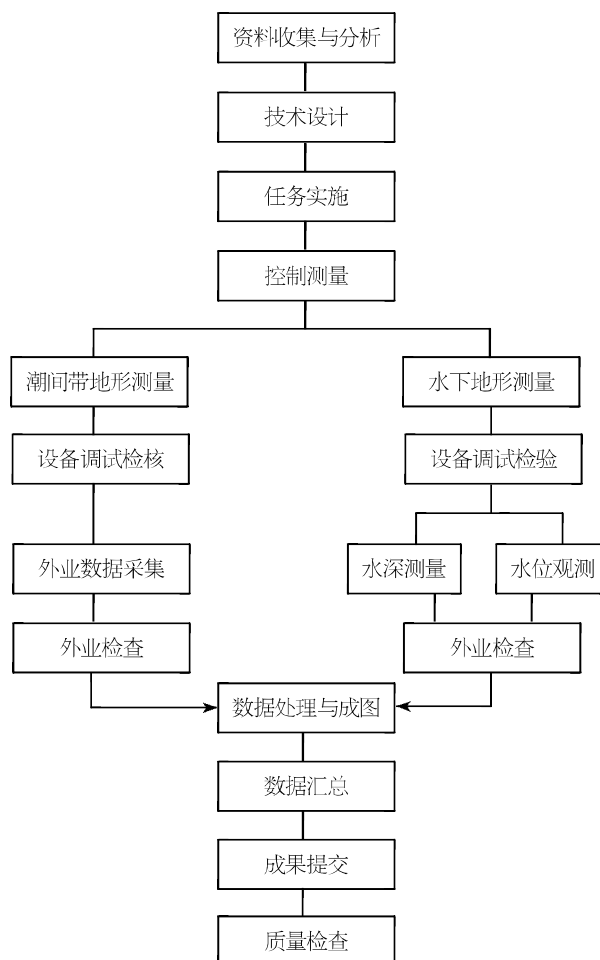 资料收集与分析
技术设计
任务实施
控制测量
潮间带地形测量
水下地形测量
设备调试检核
设备调试检验
外业数据采集
水深测量
水位观测
外业检查
外业检查
数据处理与成图
数据汇总
成果提交
质量检查